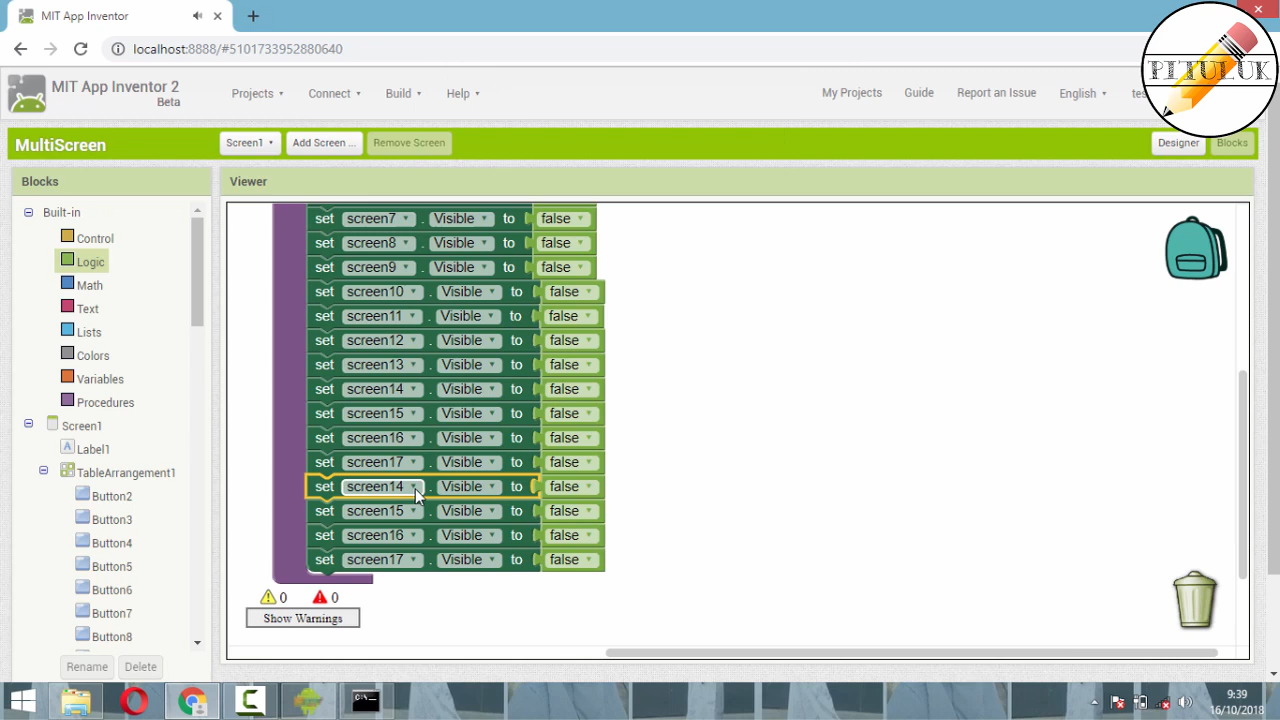 MIT App Inventor
localhost:8888/#5101733952880640
PITULUK
MIT App Inventor 2
Beta
Projects Connect Build Help My Projects Guide Report an Issue English
MultiScreen Screen1 Add Screen ... Remove Screen Designer Blocks
Blocks
Viewer
Built-in
Control
Logic
Math
Text
Lists
Colors
Variables
Procedures
Screen1
Label1
TableArrangement1
Button2
Button3
Button4
Button5
Button6
Button7
Button8
Rename Delete
set screen7 . Visible to false
set screen8 . Visible to false
set screen9 . Visible to false
set screen10 . Visible to false
set screen11 . Visible to false
set screen12 . Visible to false
set screen13 . Visible to false
set screen14 . Visible to false
set screen15 . Visible to false
set screen16 . Visible to false
set screen17 . Visible to false
set screen14 . Visible to false
set screen15 . Visible to false
set screen16 . Visible to false
set screen17 . Visible to false
0 0
Show Warnings
9:39
16/10/2018